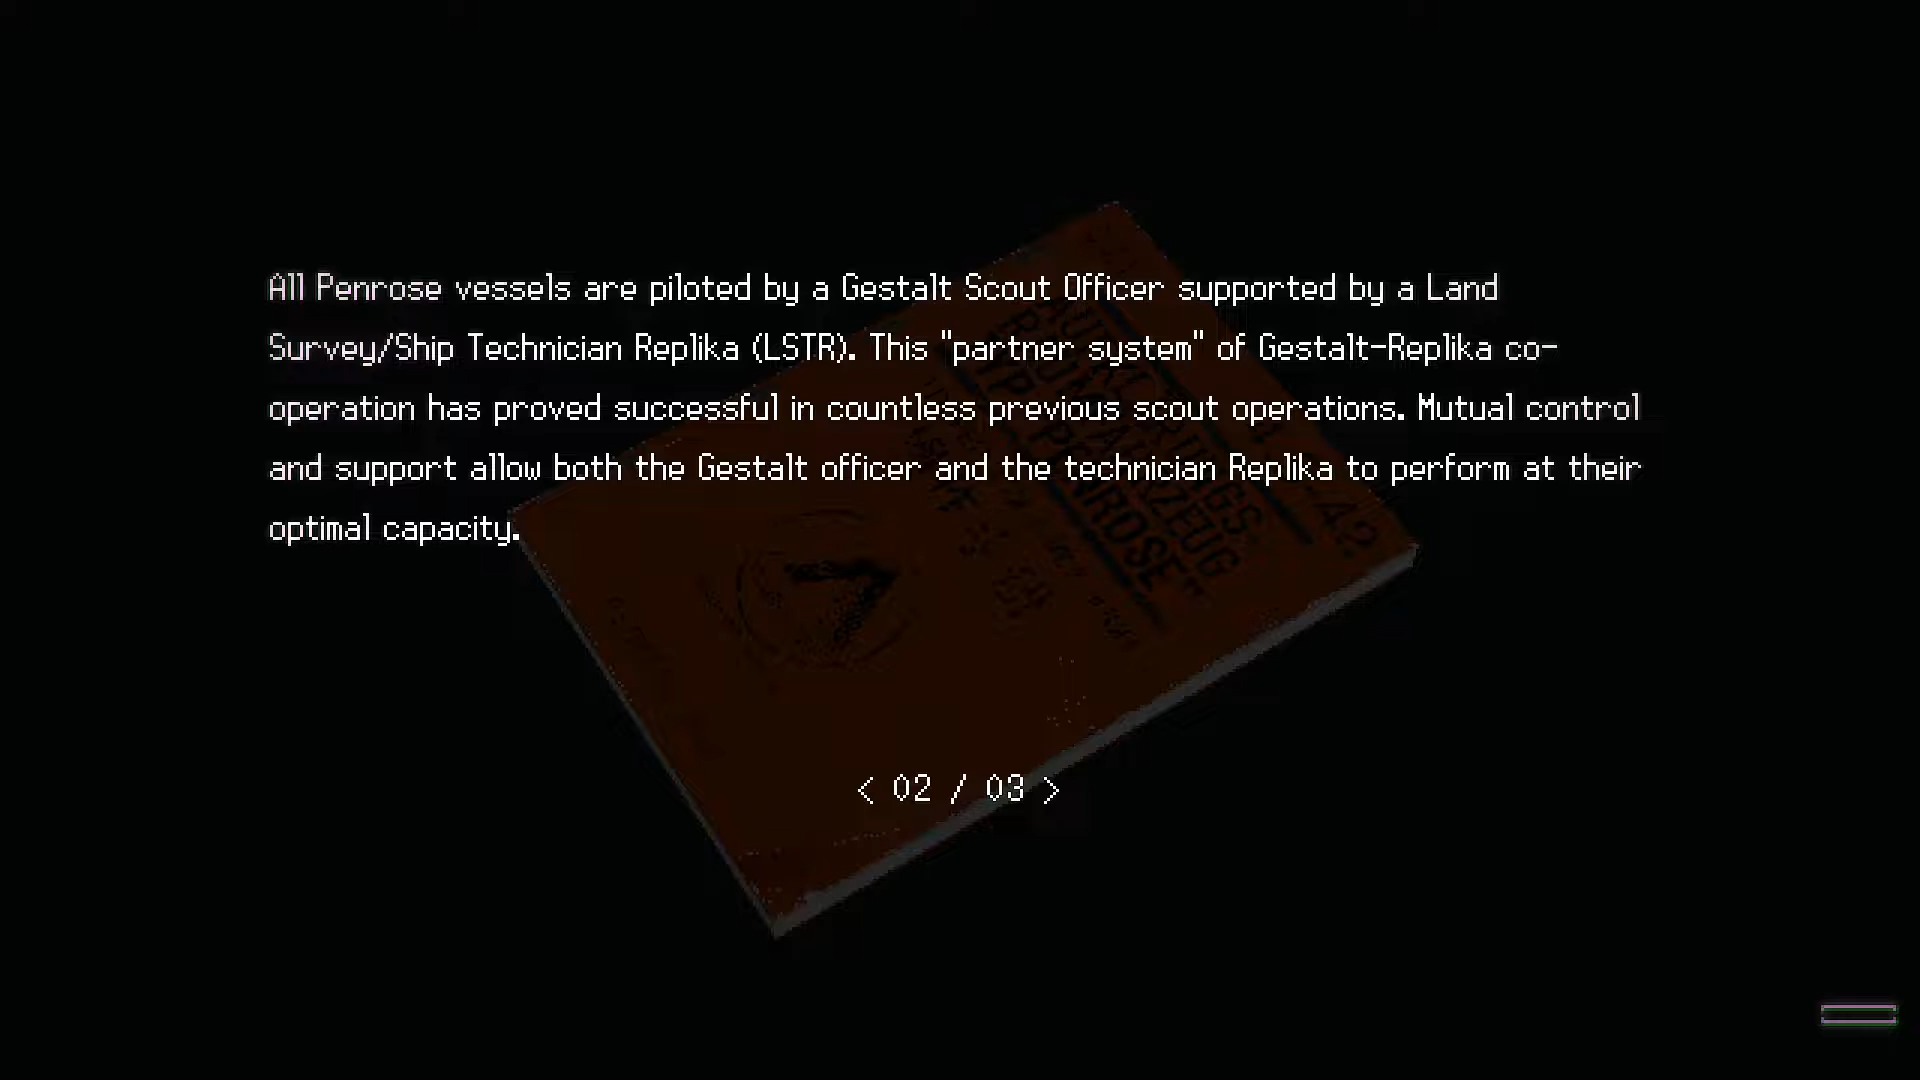 All Penrose vessels are piloted by a Gestalt Scout Officer supported by a Land
Survey/Ship Technician Replika (LSTR). This "partner system" of Gestalt-Replika co-
operation has proved successful in countless previous scout operations. Mutual control
and support allow both the Gestalt officer and the technician Replika to perform at their
optimal capacity.
< 02 / 03 >